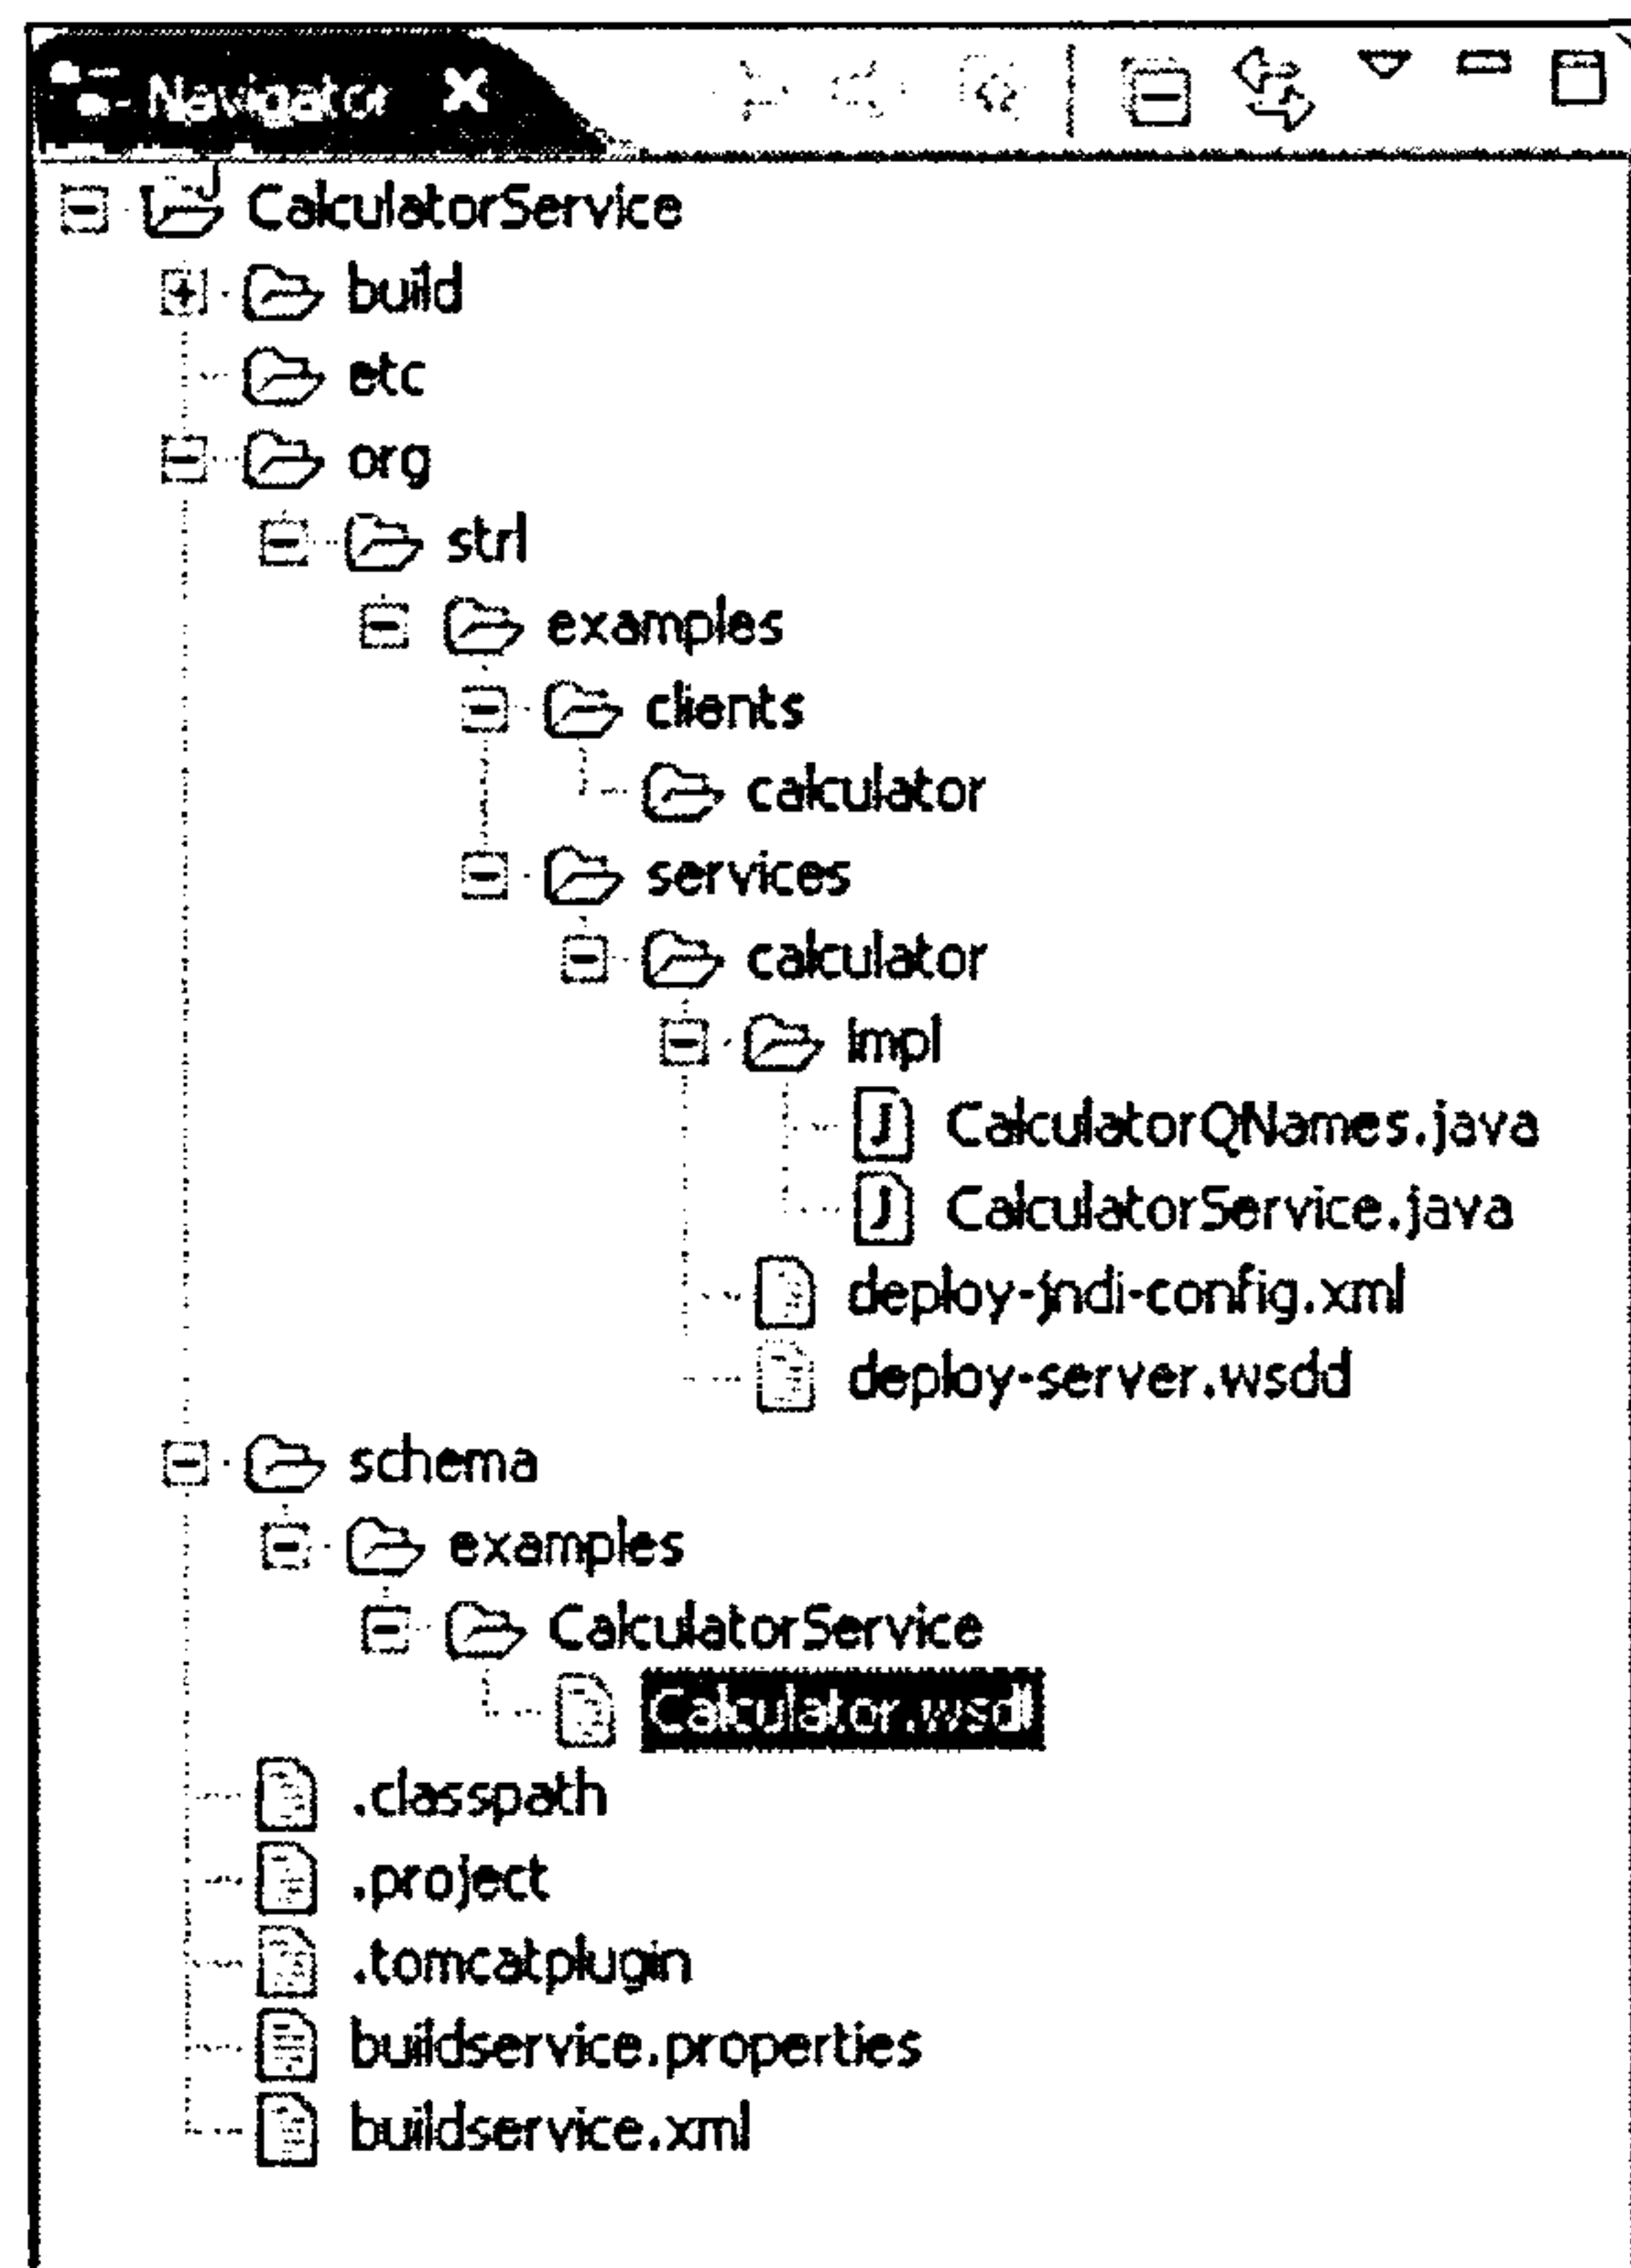 Navigator
CalculatorService
build
etc
org
strl
examples
clients
calculator
services
calculator
impl
CalculatorQNames.java
CalculatorService.java
deploy-jndi-config.xml
deploy-server.wsdd
schema
examples
CalculatorService
Calculator.wsdl
.classpath
.project
.tomcatplugin
buildservice.properties
buildservice.xml